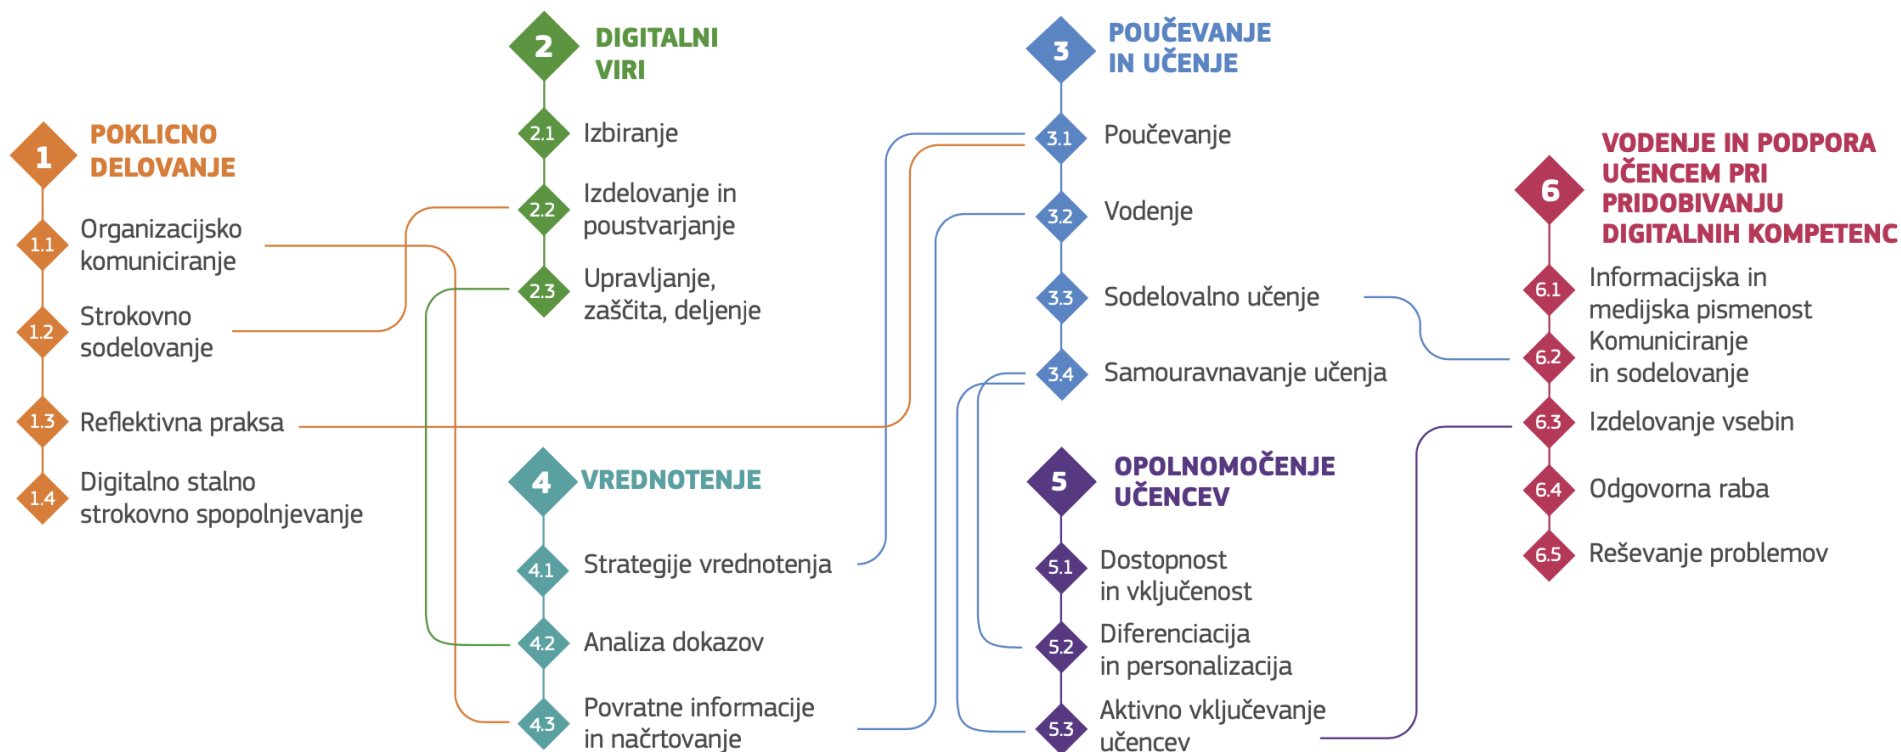 1
POKLICNO
DELOVANJE
1.1
Organizacijsko
komuniciranje
1.2
Strokovno
sodelovanje
1.3
Reflektivna praksa
1.4
Digitalno stalno
strokovno spopolnjevanje
2
DIGITALNI
VIRI
2.1
Izbiranje
2.2
Izdelovanje in
poustvarjanje
2.3
Upravljanje,
zaščita, deljenje
3
POUČEVANJE
IN UČENJE
3.1
Poučevanje
3.2
Vodenje
3.3
Sodelovalno učenje
3.4
Samouravnavanje učenja
4
VREDNOTENJE
4.1
Strategije vrednotenja
4.2
Analiza dokazov
4.3
Povratne informacije
in načrtovanje
5
OPOLNOMOČENJE
UČENCEV
5.1
Dostopnost
in vključenost
5.2
Diferenciacija
in personalizacija
5.3
Aktivno vključevanje
učencev
6
VODENJE IN PODPORA
UČENCEM PRI
PRIDOBIVANJU
DIGITALNIH KOMPETENC
6.1
Informacijska in
medijska pismenost
6.2
Komuniciranje
in sodelovanje
6.3
Izdelovanje vsebin
6.4
Odgovorna raba
6.5
Reševanje problemov